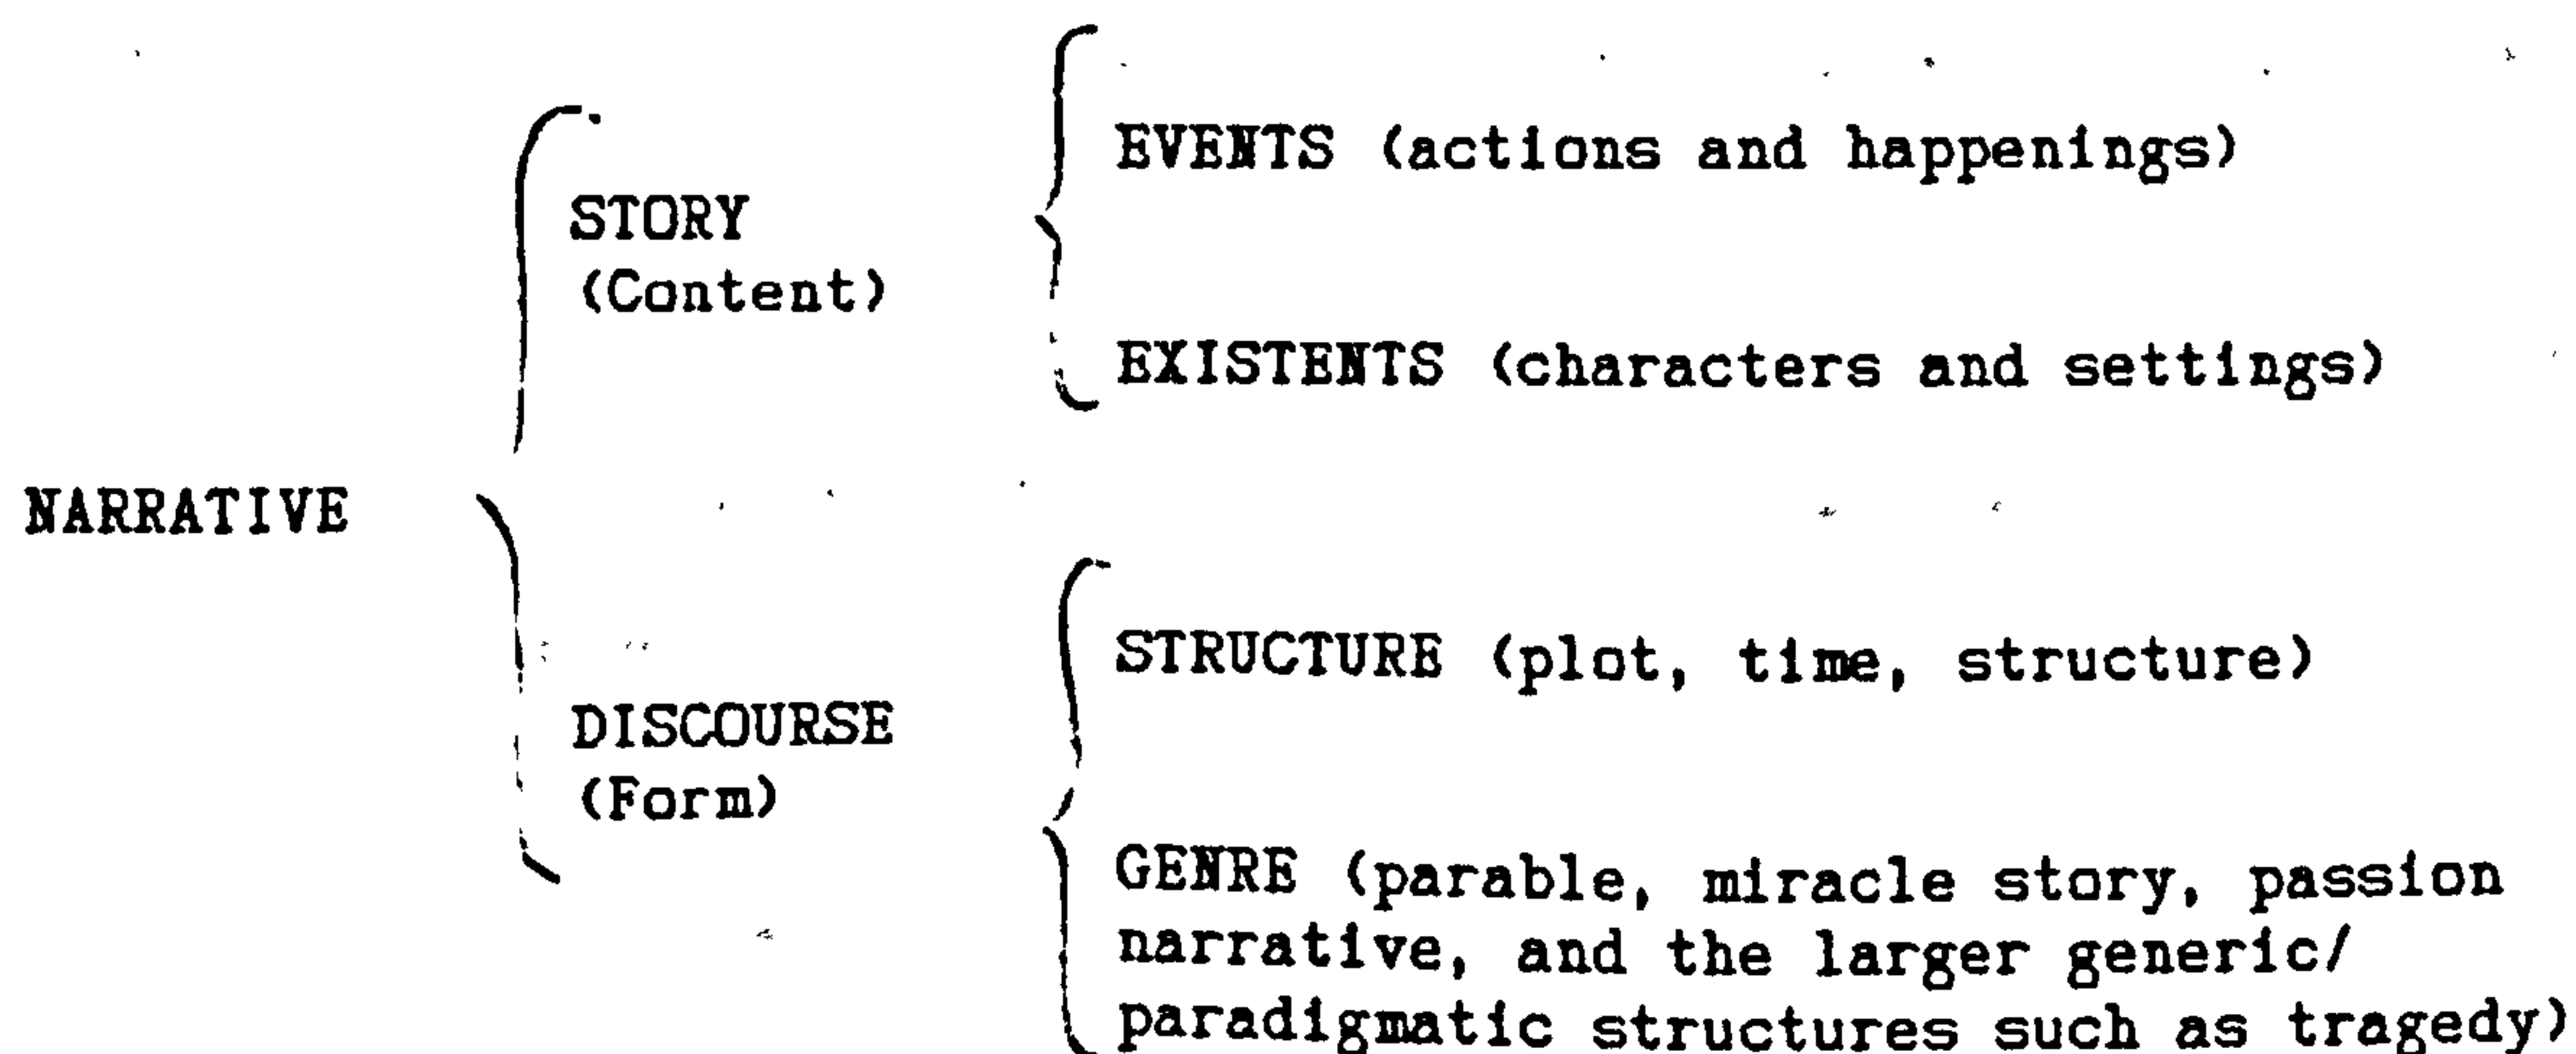 EVENTS (actions and happenings)
STORY
(Content)
EXISTENTS (characters and settings)
NARRATIVE
STRUCTURE (plot, time, structure)
DISCOURSE
(Form)
GENRE (parable, miracle story, passion
narrative, and the larger generic/
paradigmatic structures such as tragedy)